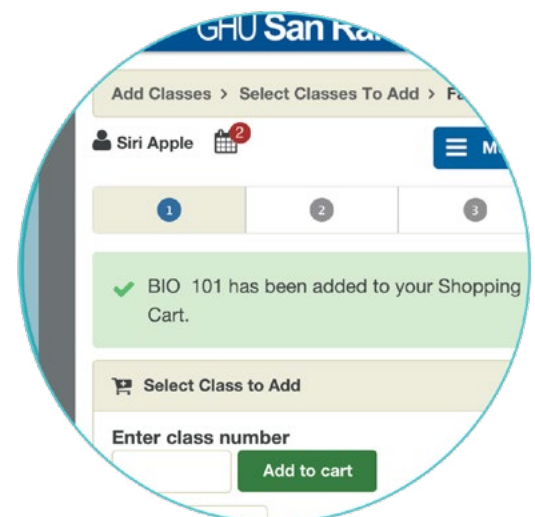 GHU San
Add Classes > Select Classes To Add >
Siri Apple 2
1 2 3
BIO 101 has been added to your Shopping
Cart.
Select Class to Add
Enter class number
Add to cart